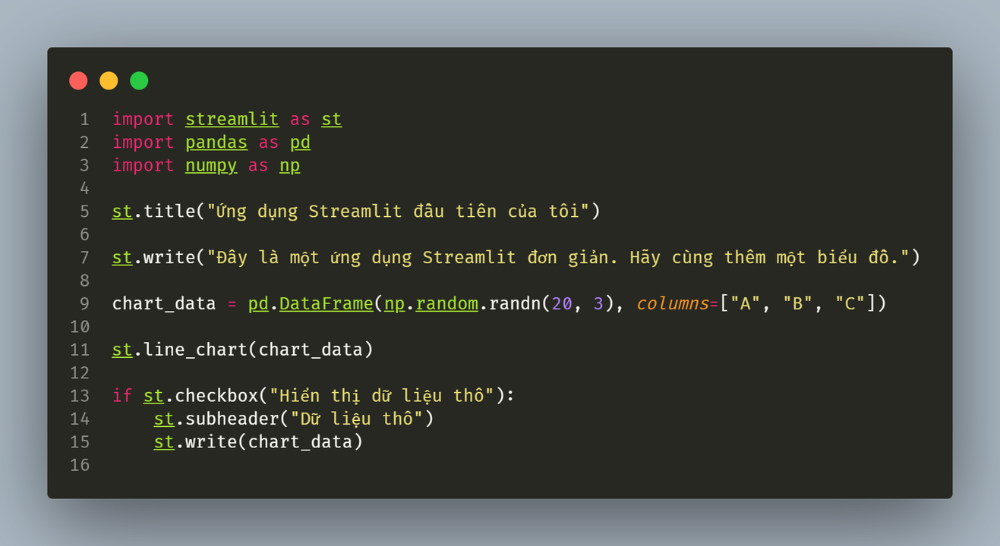 1 import streamlit as st
2 import pandas as pd
3 import numpy as np
4
5 st.title("Ứng dụng Streamlit đầu tiên của tôi")
6
7 st.write("Đây là một ứng dụng Streamlit đơn giản. Hãy cùng thêm một biểu đồ.")
8
9 chart_data = pd.DataFrame(np.random.randn(20, 3), columns=["A", "B", "C"])
10
11 st.line_chart(chart_data)
12
13 if st.checkbox("Hiển thị dữ liệu thô"):
14     st.subheader("Dữ liệu thô")
15     st.write(chart_data)
16